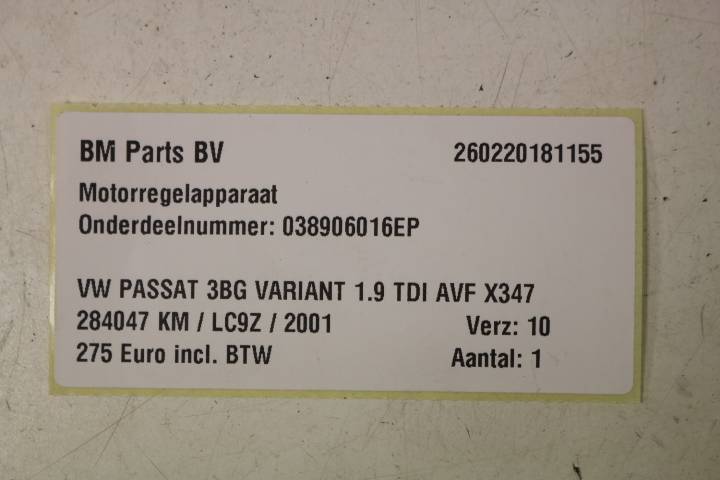 BM Parts BV 260220181155
Motorregelapparaat
Onderdeelnummer: 038906016EP
VW PASSAT 3BG VARIANT 1.9 TDI AVF X347
284047 KM / LC9Z / 2001 Verz: 10
275 Euro incl. BTW Aantal: 1